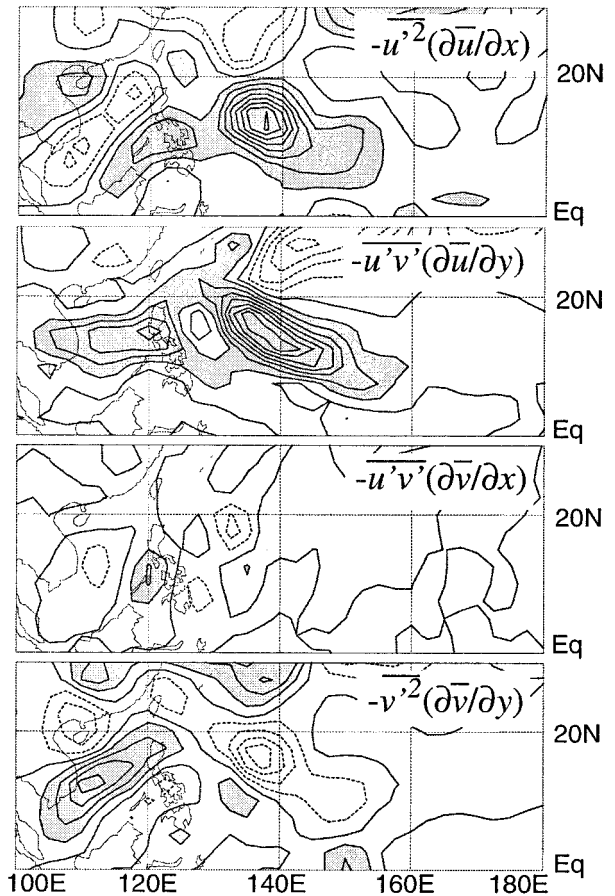 -u'²(∂ū/∂x)
20N
Eq
-u'v'(∂ū/∂y)
20N
Eq
-u'v'(∂v̄/∂x)
20N
Eq
-v'²(∂v̄/∂y)
20N
Eq
100E 120E 140E 160E 180E